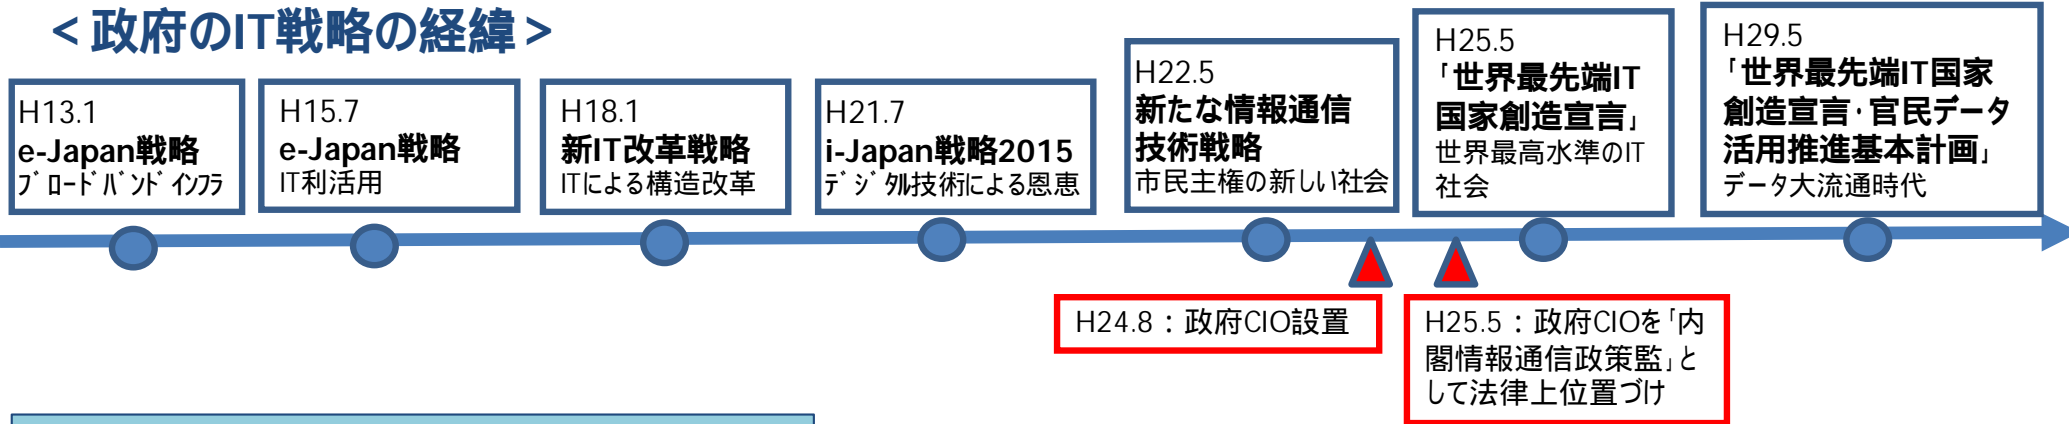 ＜政府のIT戦略の経緯＞
H13.1
e-Japan戦略
ﾌﾞﾛｰﾄﾞﾊﾞﾝﾄﾞｲﾝﾌﾗ
H15.7
e-Japan戦略
IT利活用
H18.1
新IT改革戦略
ITによる構造改革
H21.7
i-Japan戦略2015
ﾃﾞｼﾞﾀﾙ技術による恩恵
H22.5
新たな情報通信
技術戦略
市民主権の新しい社会
H25.5
「世界最先端IT
国家創造宣言」
世界最高水準のIT
社会
H29.5
「世界最先端IT国家
創造宣言・官民データ
活用推進基本計画」
データ大流通時代
H24.8：政府CIO設置
H25.5：政府CIOを「内
閣情報通信政策監」と
して法律上位置づけ